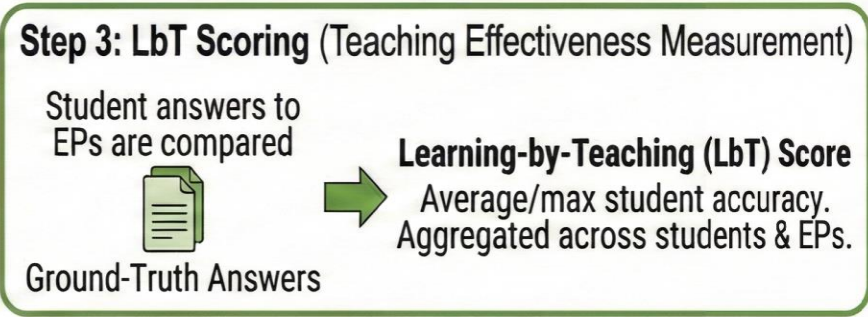 Step 3: LbT Scoring (Teaching Effectiveness Measurement)
Student answers to
EPs are compared
Ground-Truth Answers
Learning-by-Teaching (LbT) Score
Average/max student accuracy.
Aggregated across students & EPs.